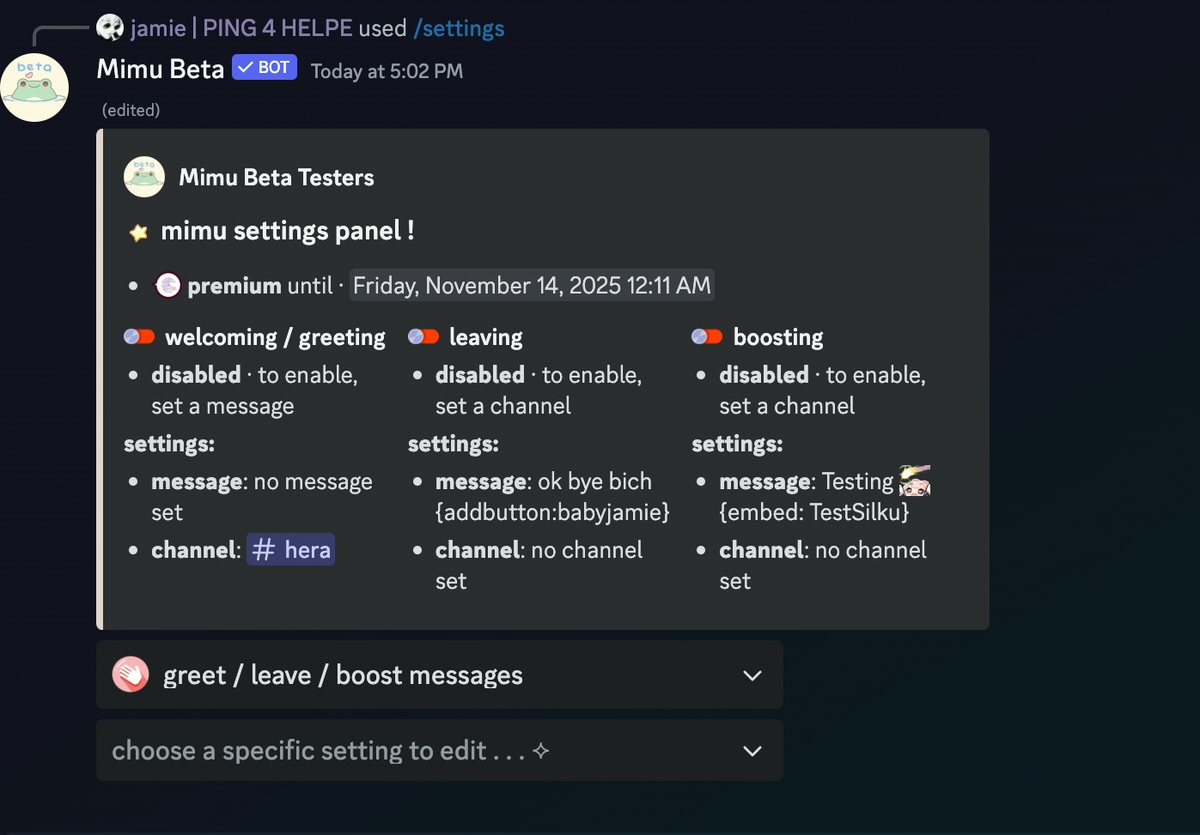 jamie | PING 4 HELPE used /settings
beta
Mimu Beta ✓ BOT Today at 5:02 PM
(edited)
beta
Mimu Beta Testers
mimu settings panel !
• premium until · Friday, November 14, 2025 12:11 AM
welcoming / greeting
• disabled · to enable,
set a message
settings:
• message: no message
set
• channel: # hera
leaving
• disabled · to enable,
set a channel
settings:
• message: ok bye bich
{addbutton:babyjamie}
• channel: no channel
set
boosting
• disabled · to enable,
set a channel
settings:
• message: Testing
{embed: TestSilku}
• channel: no channel
set
greet / leave / boost messages
choose a specific setting to edit . . . ✧